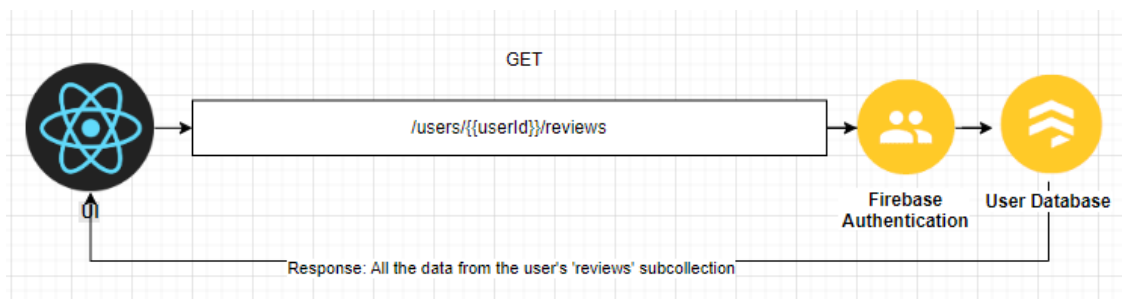 GET
/users/{{userId}}/reviews
Firebase
Authentication
User Database
UI
Response: All the data from the user's 'reviews' subcollection